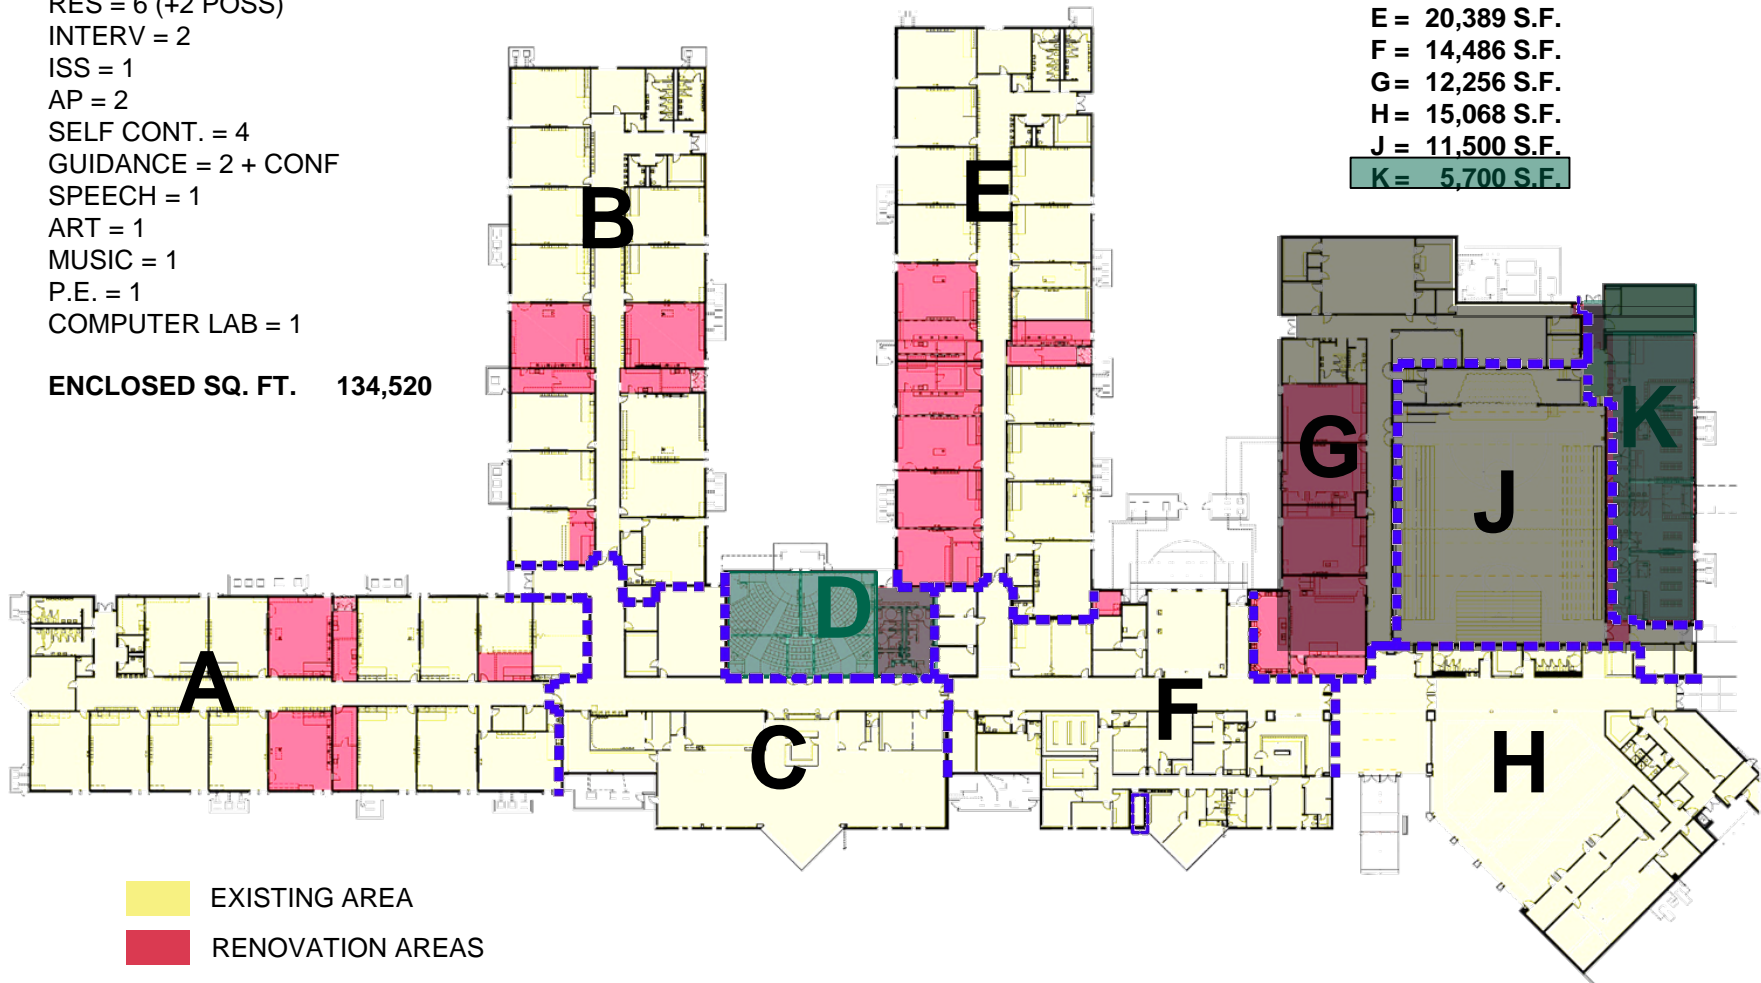 RES = 6 (+2 POSS)
INTERV = 2
ISS = 1
AP = 2
SELF CONT. = 4
GUIDANCE = 2 + CONF
SPEECH = 1
ART = 1
MUSIC = 1
P.E. = 1
COMPUTER LAB = 1
ENCLOSED SQ. FT. 134,520
E = 20,389 S.F.
F = 14,486 S.F.
G = 12,256 S.F.
H = 15,068 S.F.
J = 11,500 S.F.
K = 5,700 S.F.
B
E
K
G
J
D
A
F
C
H
EXISTING AREA
RENOVATION AREAS